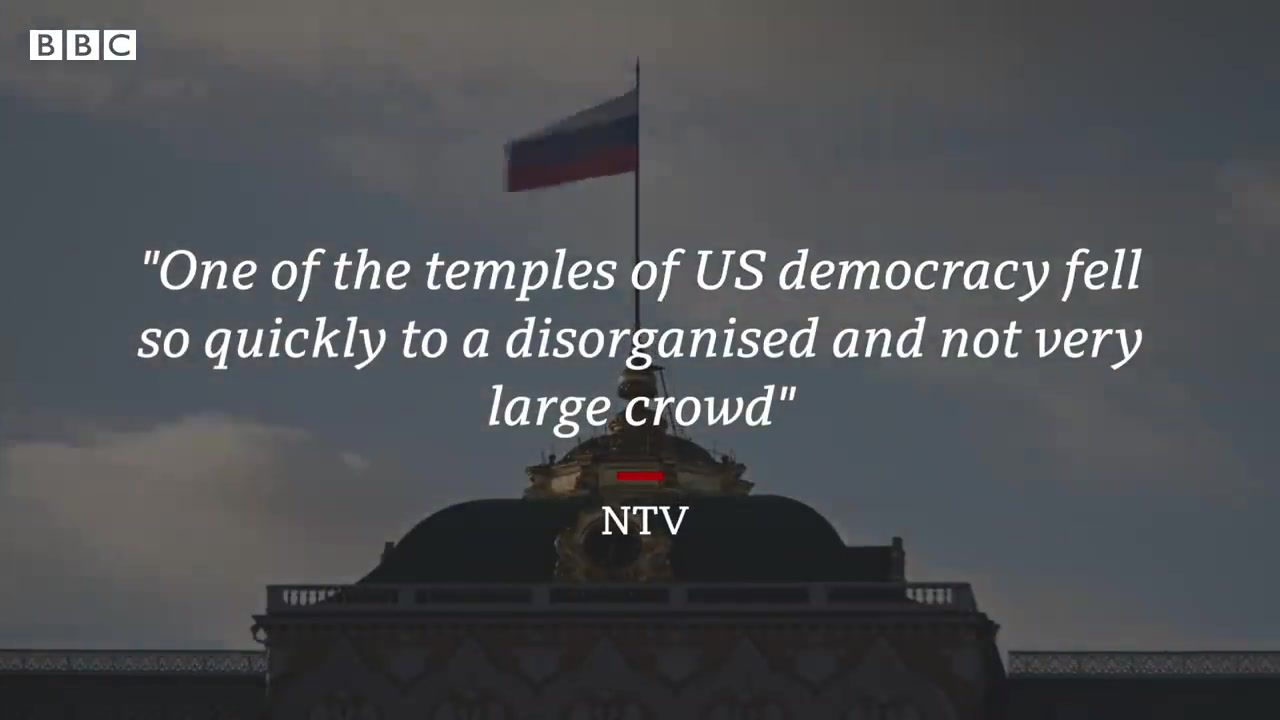 BBC
"One of the temples of US democracy fell
so quickly to a disorganised and not very
large crowd"
NTV